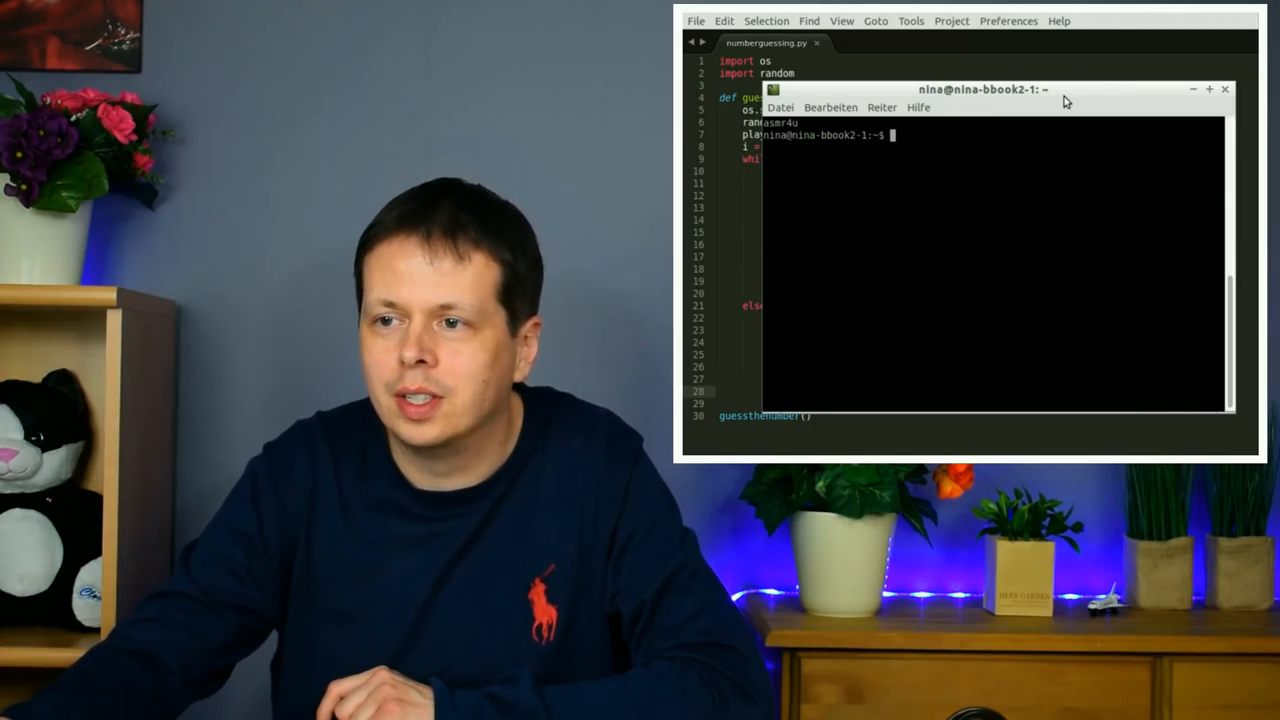 File Edit Selection Find View Goto Tools Project Preferences Help
numberguessing.py
1 import os
2 import random
3
4 def gues
5 os.s
6 rand
7 play
8 i =
9 whi
10
11
12
13
14
15
16
17
18
19
20
21 else
22
23
24
25
26
27
28
29
30 guessthenumber()
nina@nina-bbook2-1: ~
Datei Bearbeiten Reiter Hilfe
asmr4u
nina@nina-bbook2-1:~$
HERB GARDEN